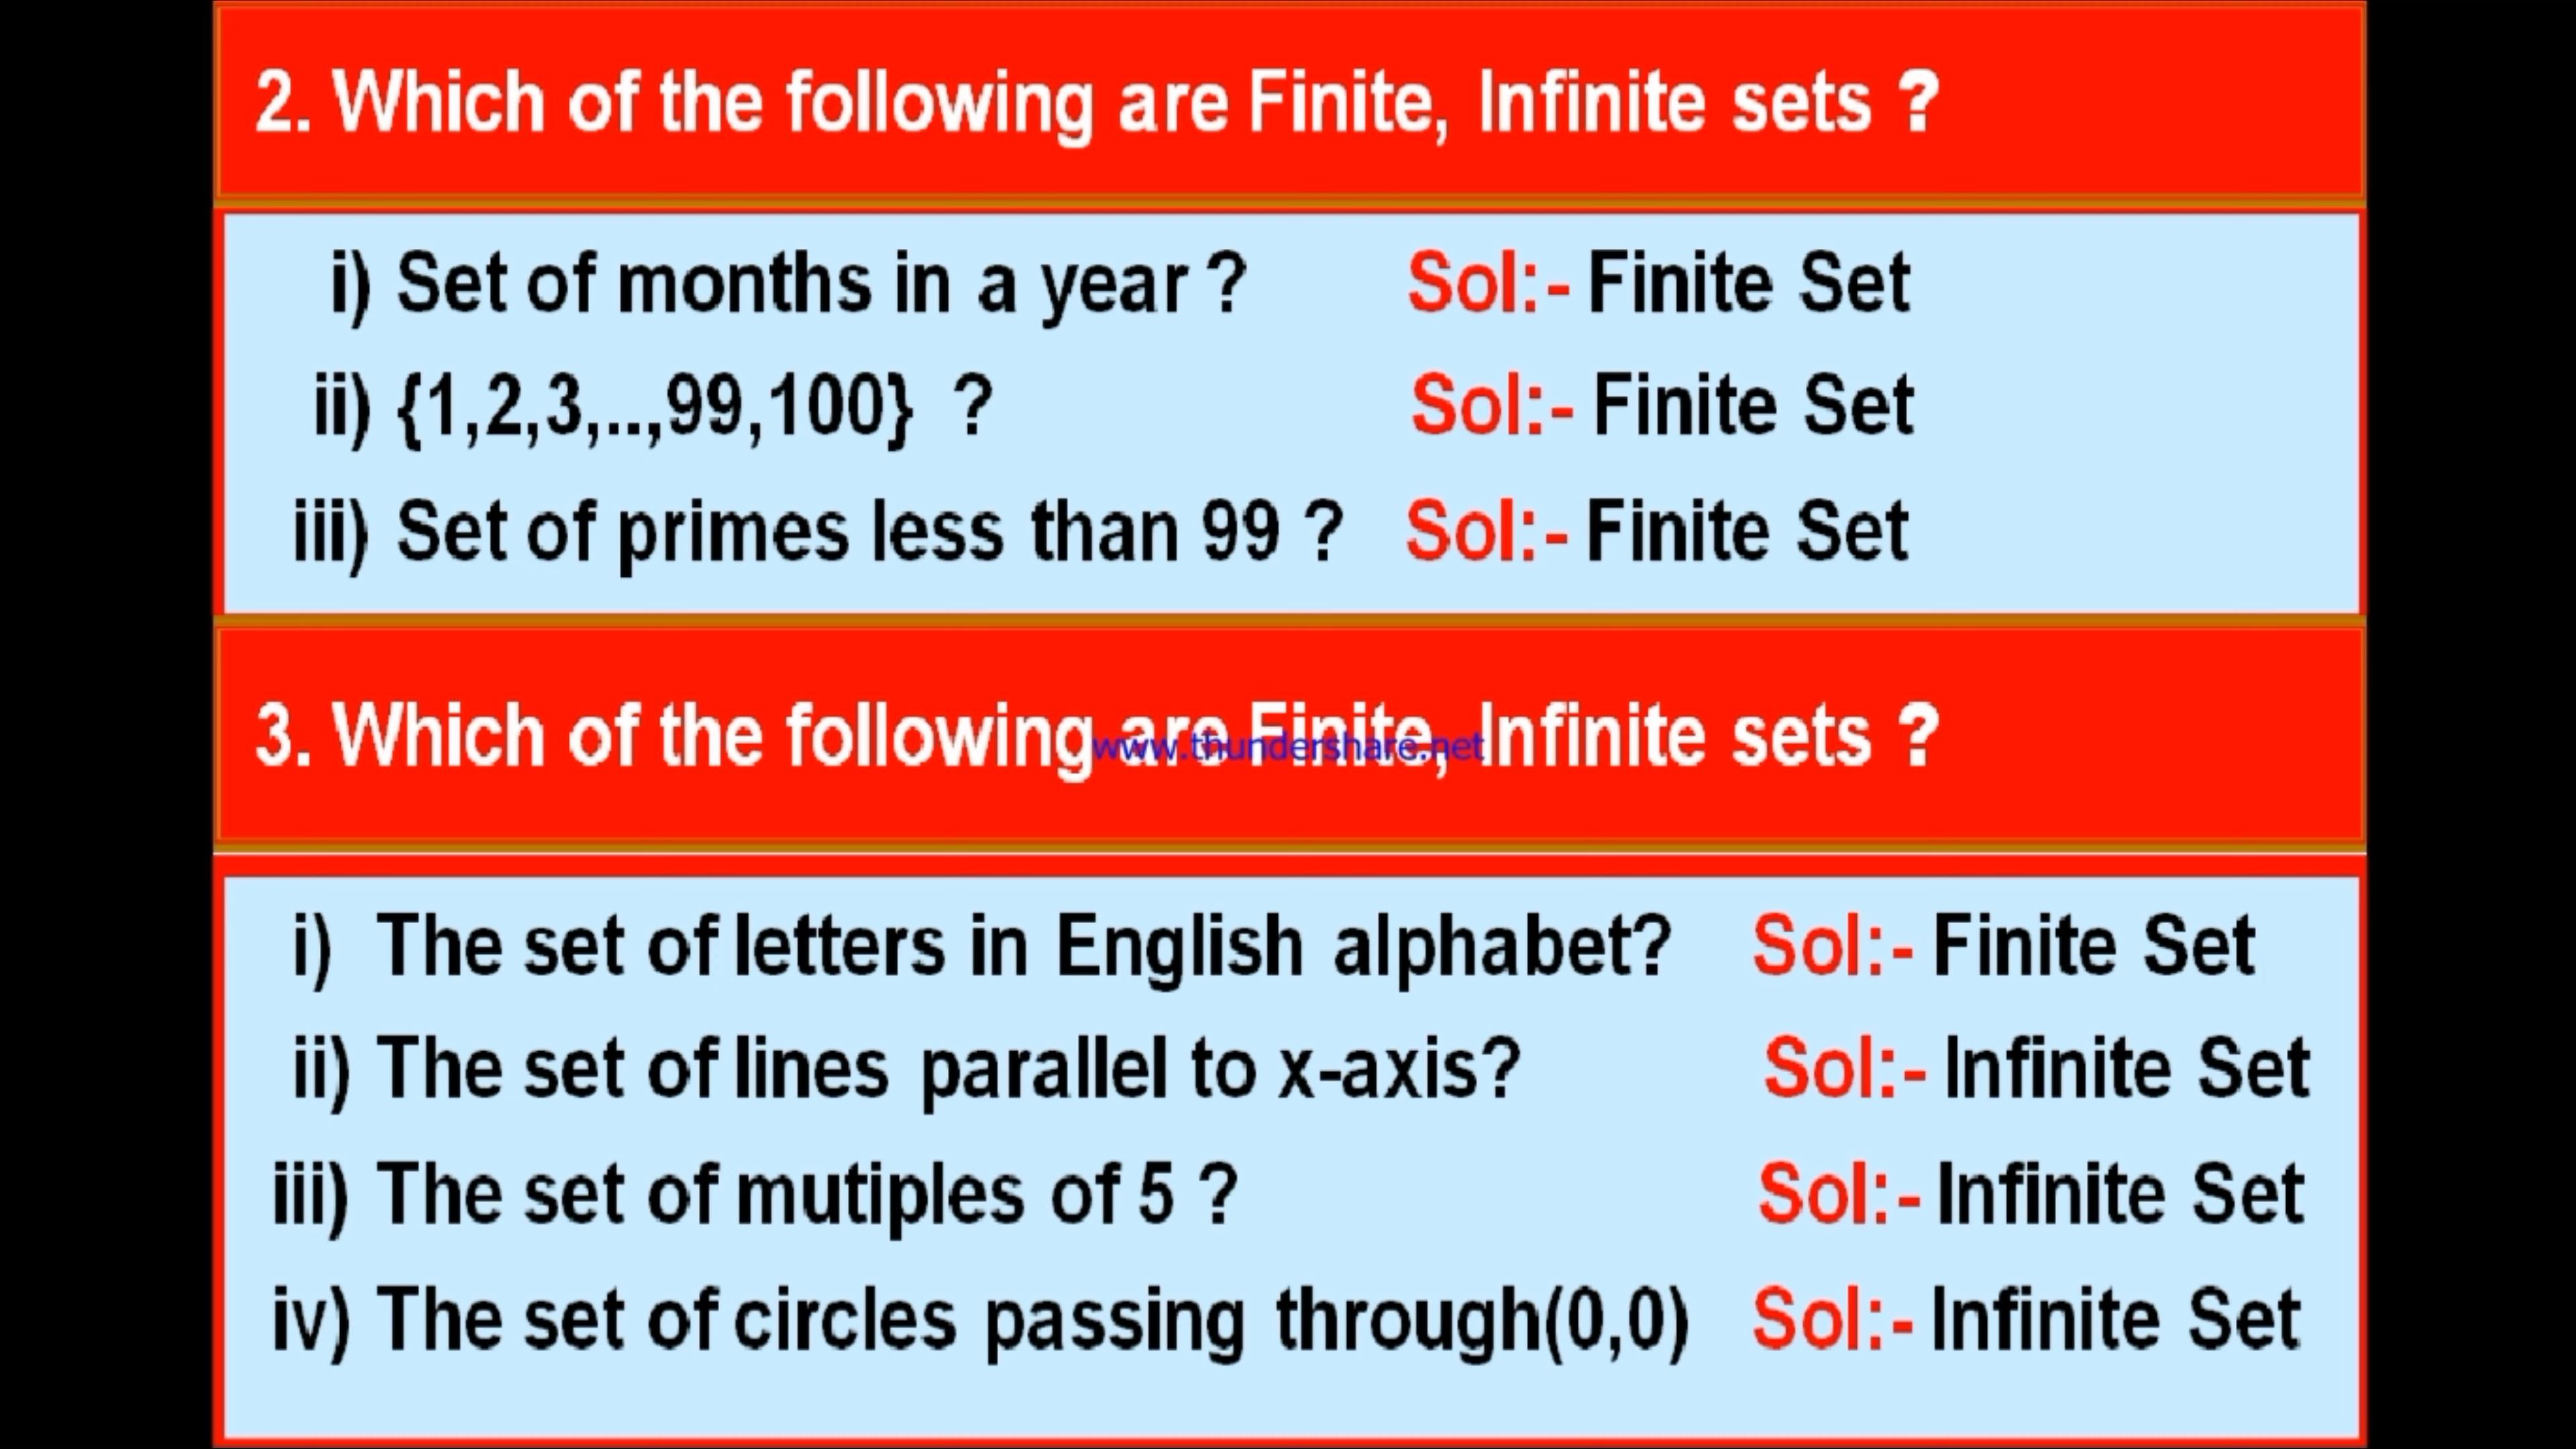 2. Which of the following are Finite, Infinite sets ?
i) Set of months in a year ? Sol:- Finite Set
ii) {1,2,3,..,99,100} ? Sol:- Finite Set
iii) Set of primes less than 99 ? Sol:- Finite Set
3. Which of the following are Finite, Infinite sets ?
www.thundershare.net
i) The set of letters in English alphabet? Sol:- Finite Set
ii) The set of lines parallel to x-axis? Sol:- Infinite Set
iii) The set of mutiples of 5 ? Sol:- Infinite Set
iv) The set of circles passing through(0,0) Sol:- Infinite Set